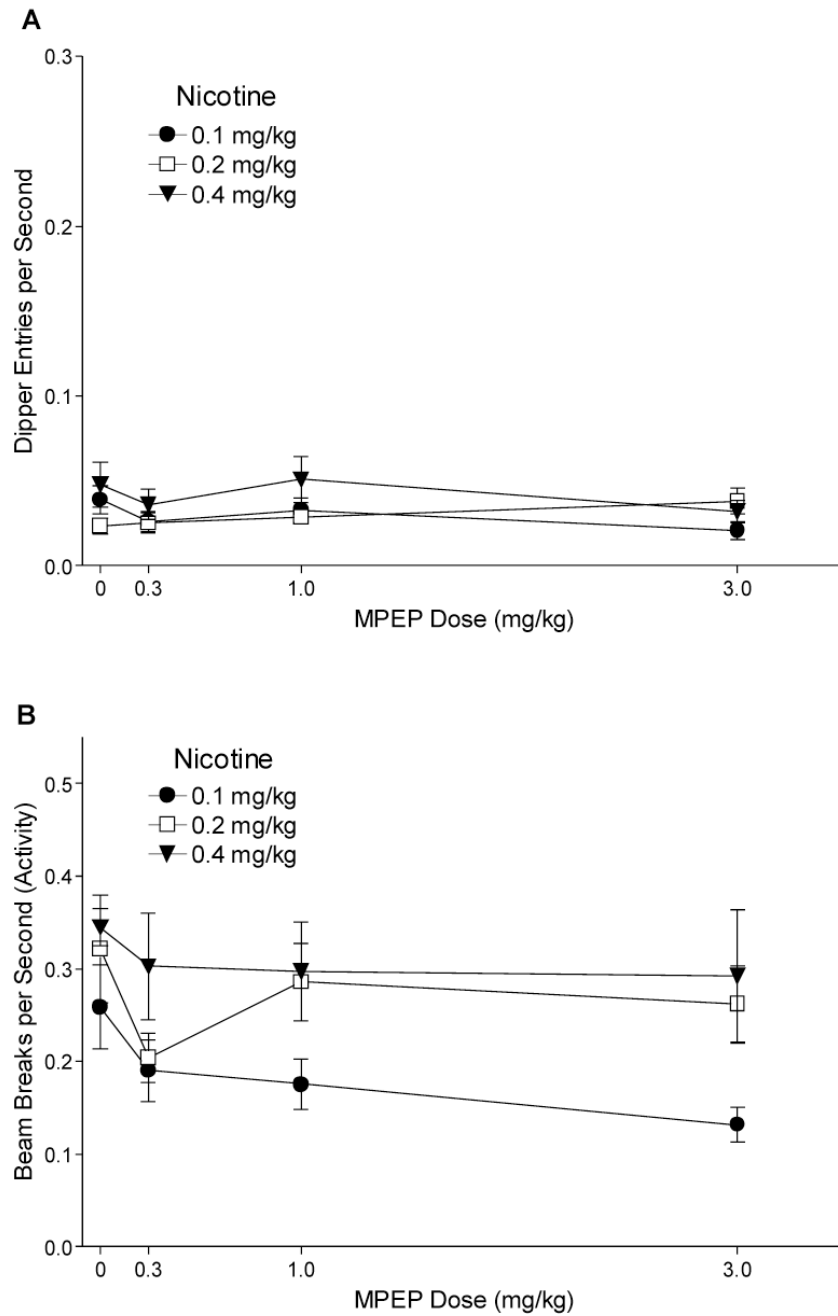 A
0.3
Nicotine
0.1 mg/kg
0.2 mg/kg
0.4 mg/kg
0.2
Dipper Entries per Second
0.1
0.0
0 0.3 1.0 3.0
MPEP Dose (mg/kg)
B
Nicotine
0.5
0.1 mg/kg
0.2 mg/kg
0.4 mg/kg
0.4
Beam Breaks per Second (Activity)
0.3
0.2
0.1
0.0
0 0.3 1.0 3.0
MPEP Dose (mg/kg)